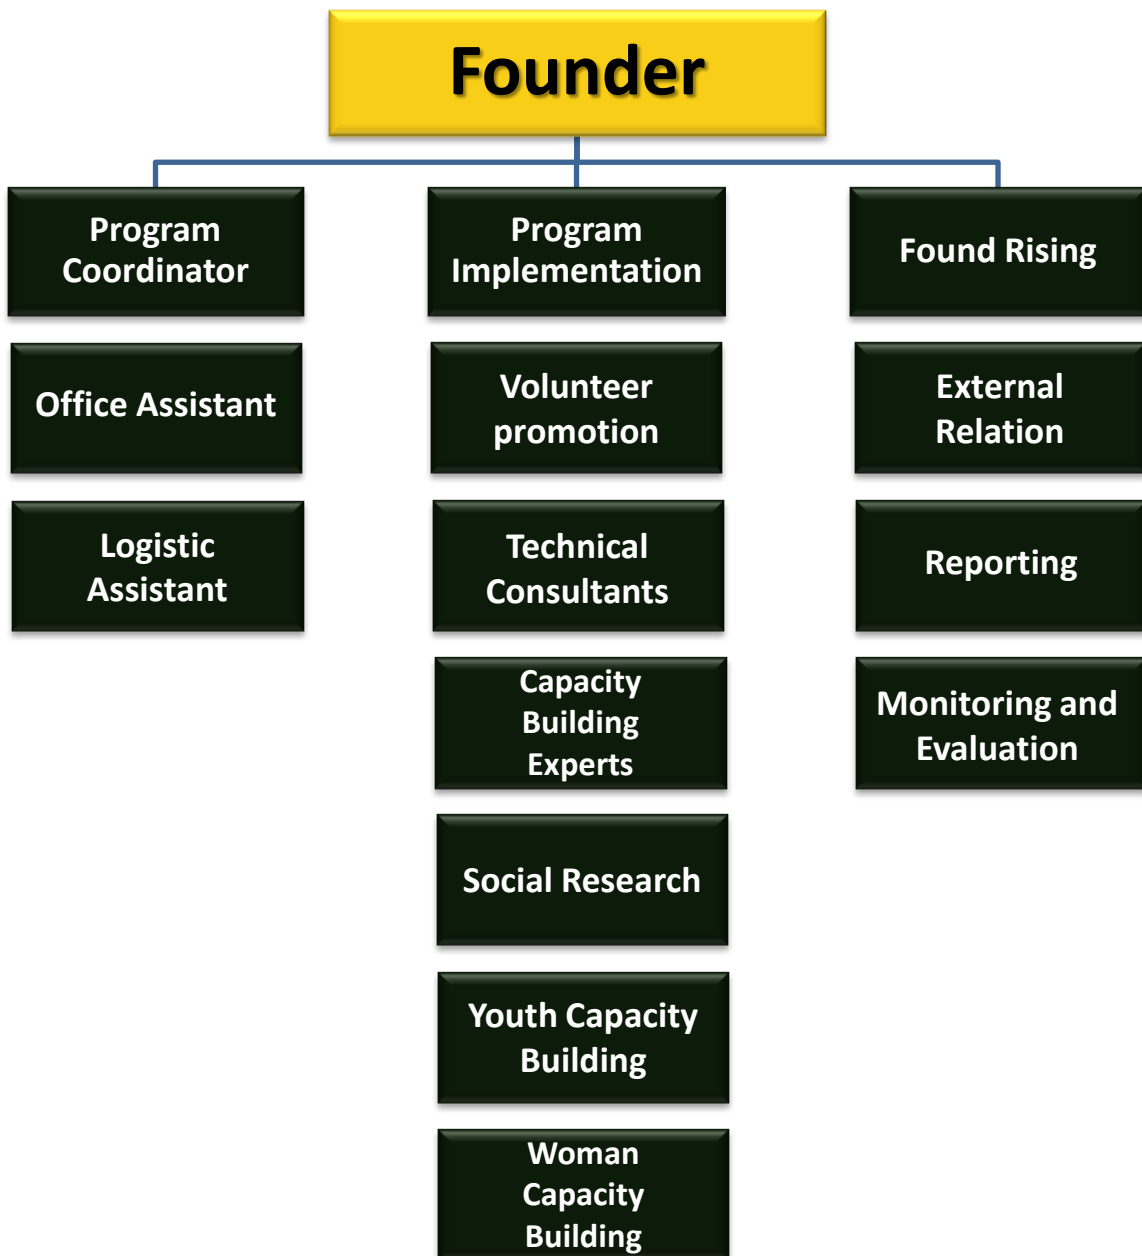 Founder
Program
Coordinator
Office Assistant
Logistic
Assistant
Program
Implementation
Volunteer
promotion
Technical
Consultants
Capacity
Building
Experts
Social Research
Youth Capacity
Building
Woman
Capacity
Building
Found Rising
External
Relation
Reporting
Monitoring and
Evaluation